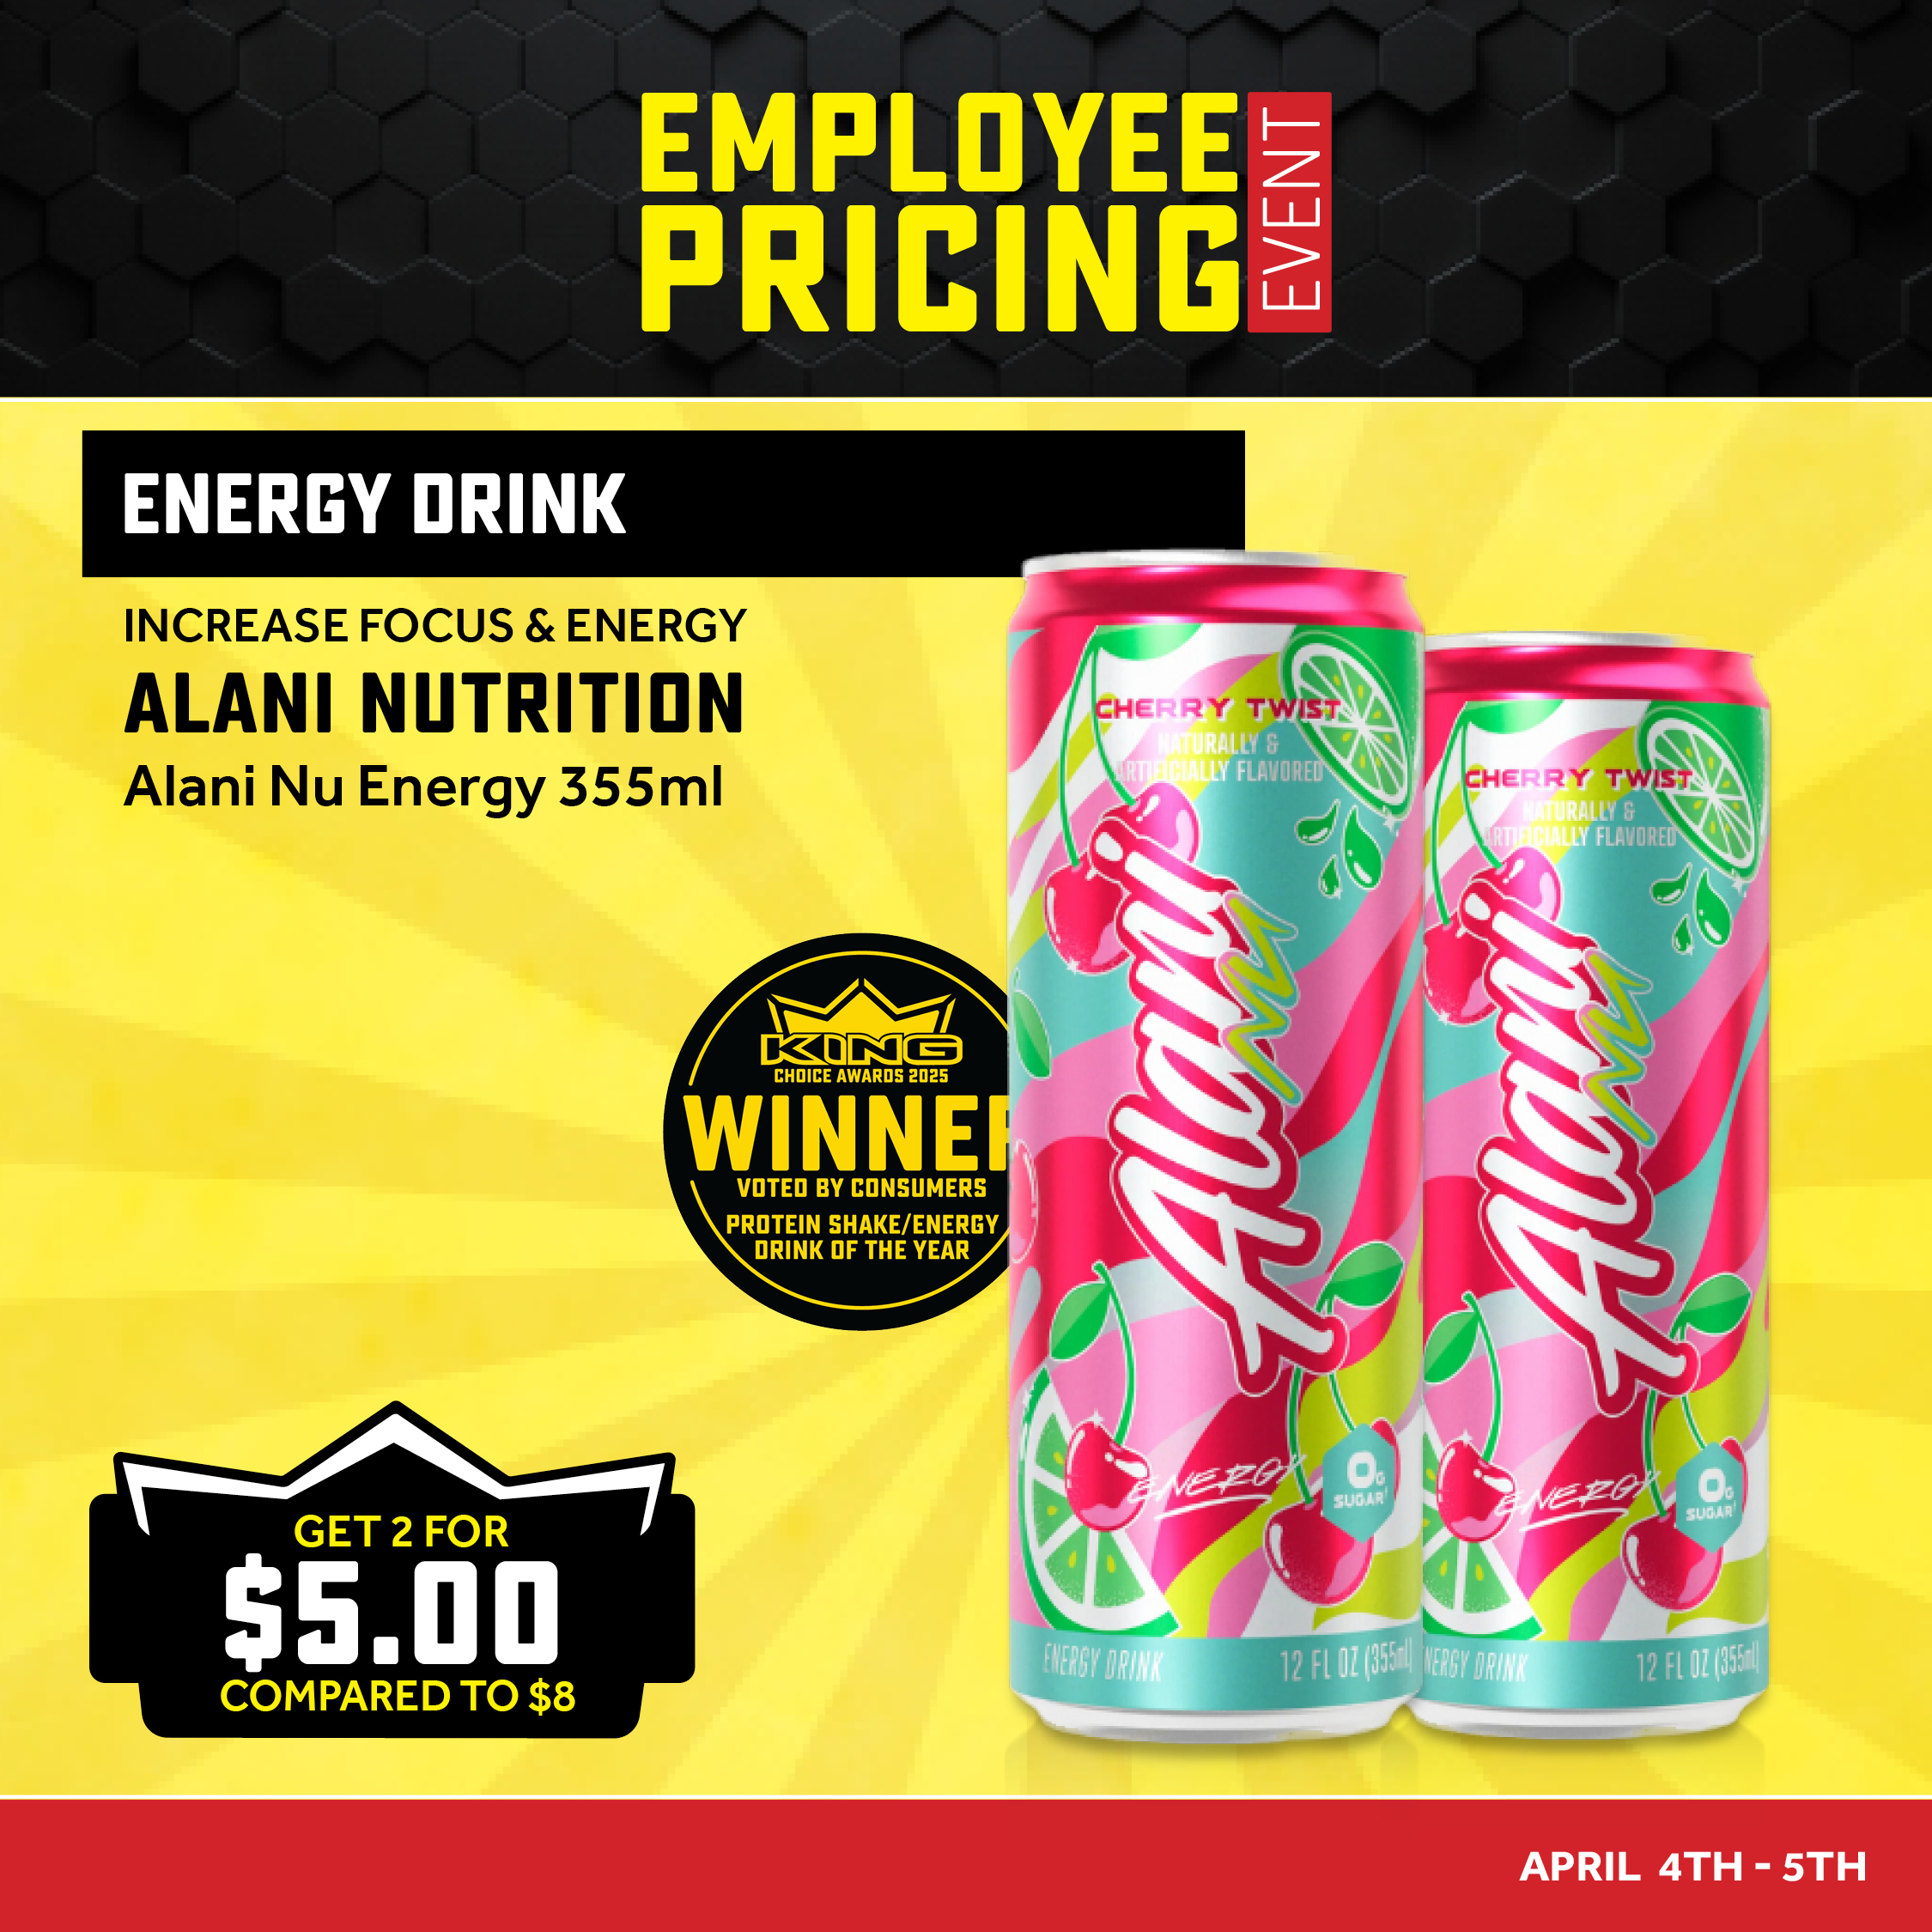 EMPLOYEE
PRICING
EVENT
ENERGY DRINK
INCREASE FOCUS & ENERGY
ALANI NUTRITION
Alani Nu Energy 355ml
KING
CHOICE AWARDS 2025
WINNER
VOTED BY CONSUMERS
PROTEIN SHAKE/ENERGY
DRINK OF THE YEAR
CHERRY TWIST
NATURALLY &
ARTIFICIALLY FLAVORED
Alani
NU
ENERGY
0G
SUGAR
ENERGY DRINK
12 FL OZ (355mL
CHERRY TWIST
NATURALLY &
ARTIFICIALLY FLAVORED
Alani
NU
ENERGY
0G
SUGAR
NERGY DRINK
12 FL OZ (355mL
GET 2 FOR
$5.00
COMPARED TO $8
APRIL 4TH - 5TH